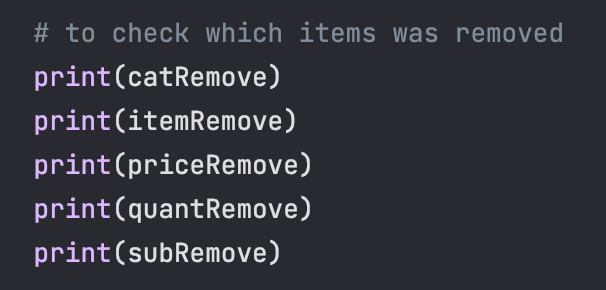 # to check which items was removed
print(catRemove)
print(itemRemove)
print(priceRemove)
print(quantRemove)
print(subRemove)